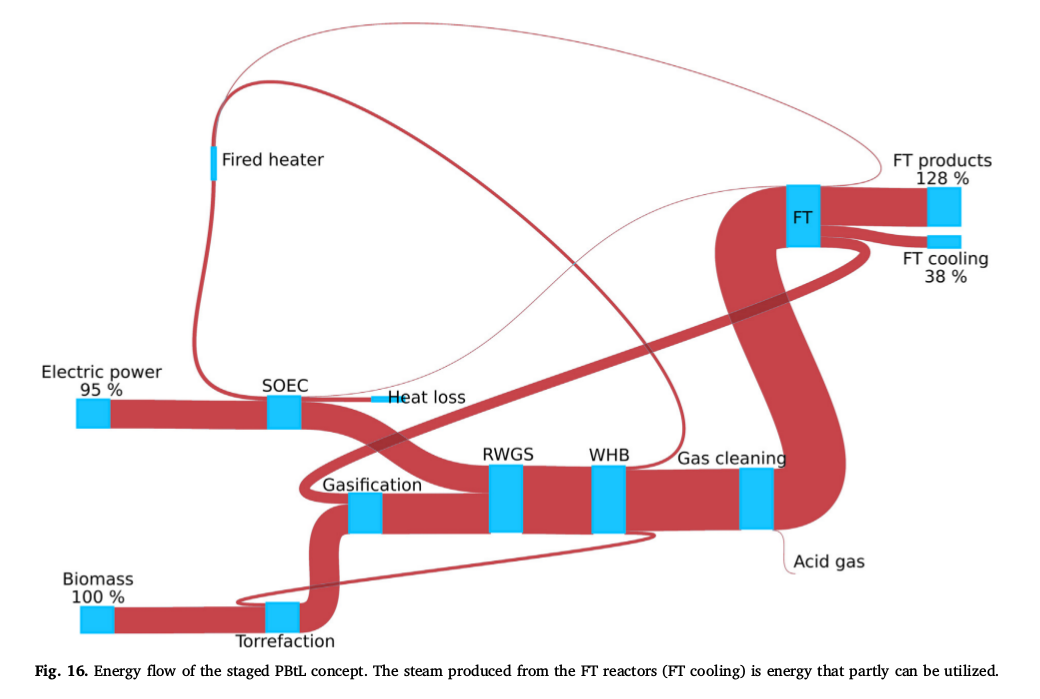 Fired heater
FT products
128 %
FT
FT cooling
38 %
Electric power
95 %
SOEC
Heat loss
RWGS
WHB
Gas cleaning
Gasification
Acid gas
Biomass
100 %
Torrefaction
Fig. 16. Energy flow of the staged PBtL concept. The steam produced from the FT reactors (FT cooling) is energy that partly can be utilized.